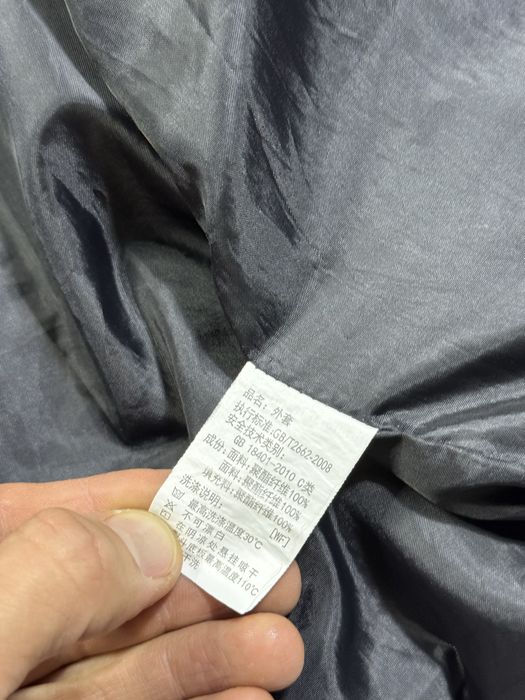 品名:外套
执行标准:GB/T2662-2008
安全技术类别:
GB 18401-2010 C类
成份:面料:聚酯纤维100%
面料:聚酯纤维100%
填充料:聚酯纤维100%
洗涤说明: [WF]
最高洗涤温度30℃
不可漂白
在阴凉处悬挂晾干
底板最高温度110℃
干洗